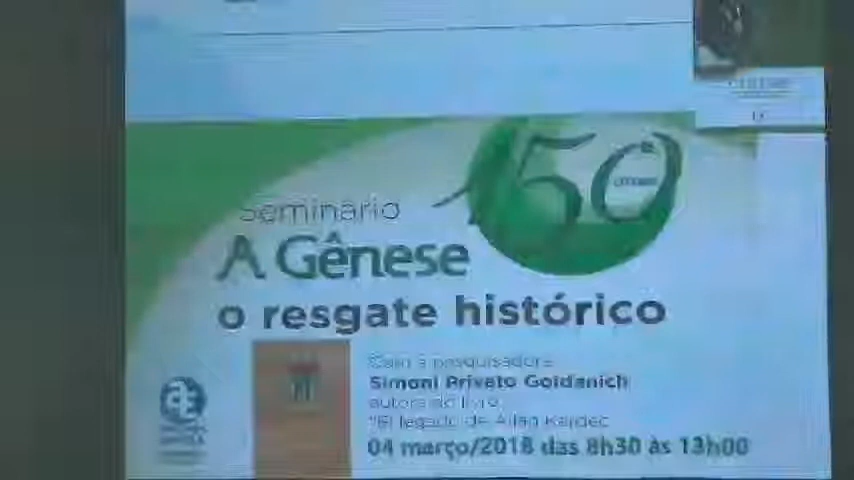 150
Seminário
A Gênese
o resgate histórico
Com a pesquisadora
Simoni Privato Goidanich
autora do livro
"El legado de Allan Kardec
04 março/2018 das 8h30 às 13h00